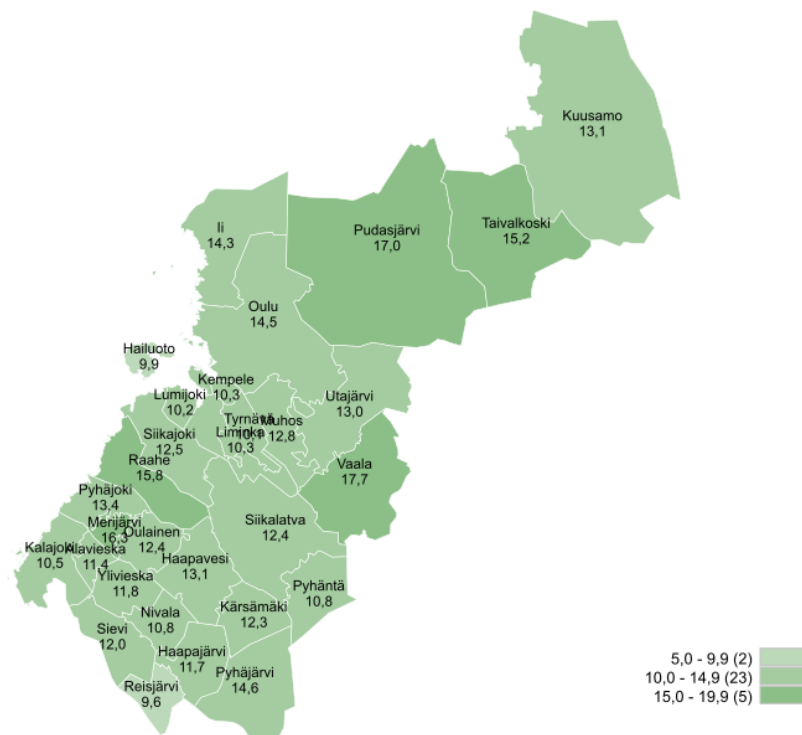 Kuusamo
13,1
Taivalkoski
15,2
Pudasjärvi
17,0
Ii
14,3
Oulu
14,5
Hailuoto
9,9
Kempele
10,3
Lumijoki
10,2
Utajärvi
13,0
Tyrnävä
10,1
Muhos
12,8
Liminka
10,3
Siikajoki
12,5
Raahe
15,8
Vaala
17,7
Pyhäjoki
13,4
Siikalatva
12,4
Merijärvi
16,3
Oulainen
12,4
Kalajoki
10,5
Alavieska
11,4
Haapavesi
13,1
Ylivieska
11,8
Pyhäntä
10,8
Kärsämäki
12,3
Nivala
10,8
Sievi
12,0
Haapajärvi
11,7
Pyhäjärvi
14,6
Reisjärvi
9,6
5,0 - 9,9 (2)
10,0 - 14,9 (23)
15,0 - 19,9 (5)